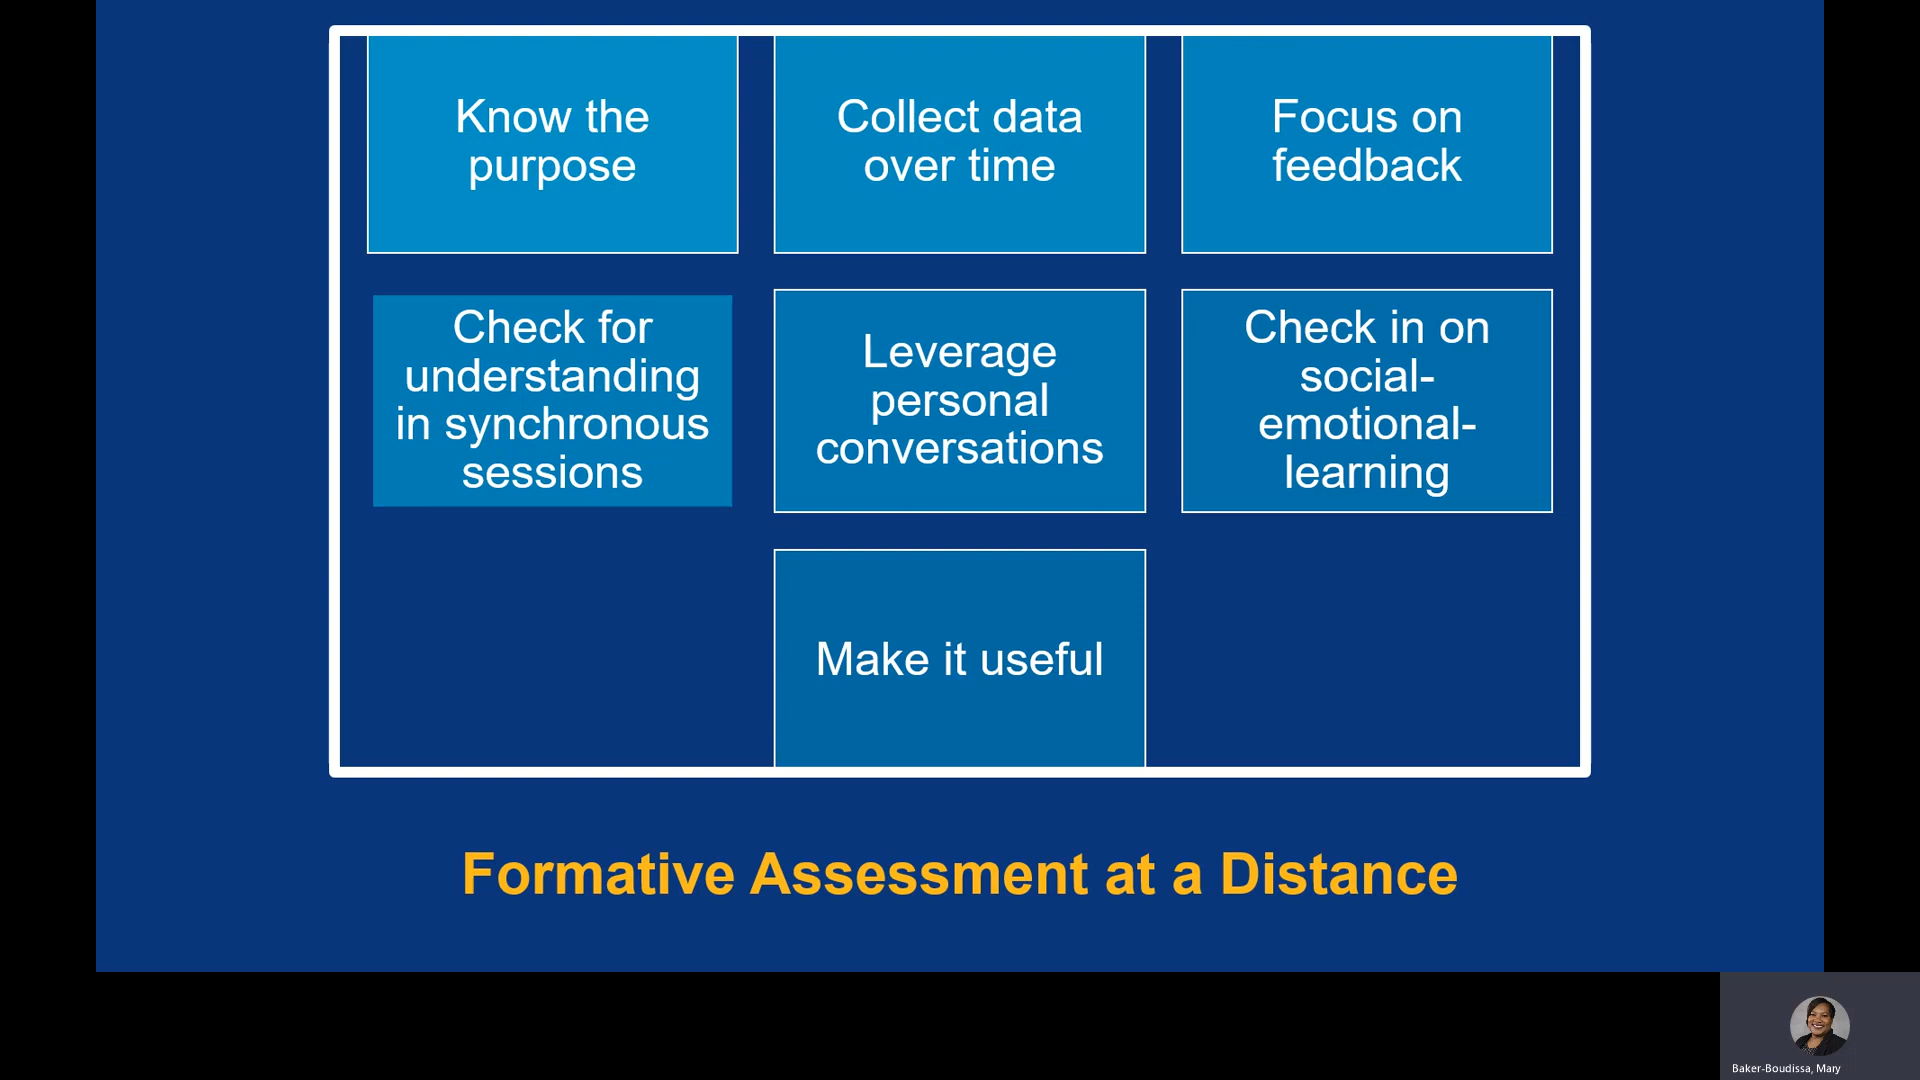 Know the
purpose
Collect data
over time
Focus on
feedback
Check for
understanding
in synchronous
sessions
Leverage
personal
conversations
Check in on
social-
emotional-
learning
Make it useful
Formative Assessment at a Distance
Baker-Boudissa, Mary